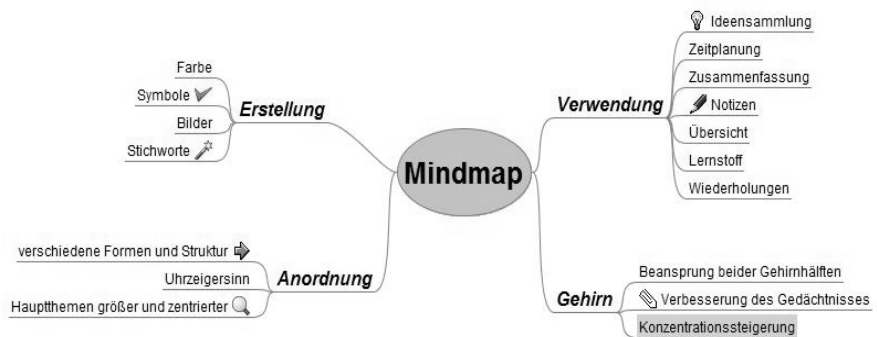 Mindmap
Erstellung
Farbe
Symbole
Bilder
Stichworte
Anordnung
verschiedene Formen und Struktur
Uhrzeigersinn
Hauptthemen größer und zentrierter
Verwendung
Ideensammlung
Zeitplanung
Zusammenfassung
Notizen
Übersicht
Lernstoff
Wiederholungen
Gehirn
Beansprung beider Gehirnhälften
Verbesserung des Gedächtnisses
Konzentrationssteigerung